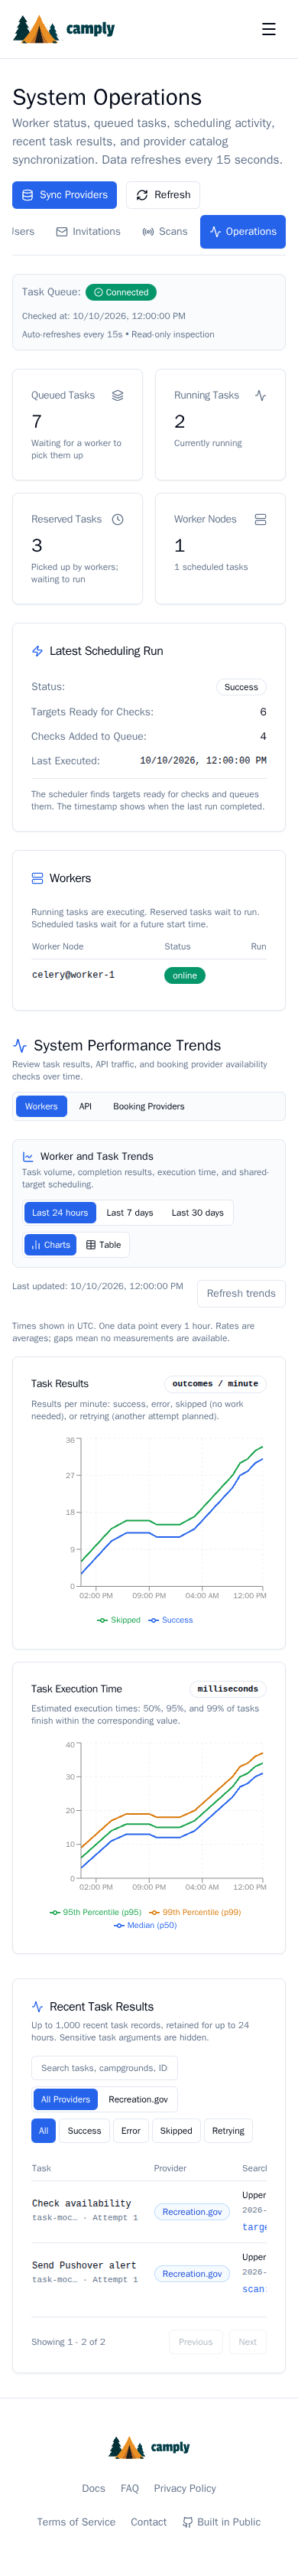 camply
System Operations
Worker status, queued tasks, scheduling activity,
recent task results, and provider catalog
synchronization. Data refreshes every 15 seconds.
Sync Providers
Refresh
Users
Invitations
Scans
Operations
Task Queue:
Connected
Checked at: 10/10/2026, 12:00:00 PM
Auto-refreshes every 15s • Read-only inspection
Queued Tasks
7
Waiting for a worker to
pick them up
Running Tasks
2
Currently running
Reserved Tasks
3
Picked up by workers;
waiting to run
Worker Nodes
1
1 scheduled tasks
Latest Scheduling Run
Status:
Success
Targets Ready for Checks:
6
Checks Added to Queue:
4
Last Executed:
10/10/2026, 12:00:00 PM
The scheduler finds targets ready for checks and queues
them. The timestamp shows when the last run completed.
Workers
Running tasks are executing. Reserved tasks wait to run.
Scheduled tasks wait for a future start time.
Worker Node
Status
Run
celery@worker-1
online
System Performance Trends
Review task results, API traffic, and booking provider availability
checks over time.
Workers
API
Booking Providers
Worker and Task Trends
Task volume, completion results, execution time, and shared-
target scheduling.
Last 24 hours
Last 7 days
Last 30 days
Charts
Table
Last updated: 10/10/2026, 12:00:00 PM
Refresh trends
Times shown in UTC. One data point every 1 hour. Rates are
averages; gaps mean no measurements are available.
Task Results
outcomes / minute
Results per minute: success, error, skipped (no work
needed), or retrying (another attempt planned).
36
27
18
9
0
02:00 PM
09:00 PM
04:00 AM
12:00 PM
Skipped
Success
Task Execution Time
milliseconds
Estimated execution times: 50%, 95%, and 99% of tasks
finish within the corresponding value.
40
30
20
10
0
02:00 PM
09:00 PM
04:00 AM
12:00 PM
95th Percentile (p95)
99th Percentile (p99)
Median (p50)
Recent Task Results
Up to 1,000 recent task records, retained for up to 24
hours. Sensitive task arguments are hidden.
Search tasks, campgrounds, ID
All Providers
Recreation.gov
All
Success
Error
Skipped
Retrying
Task
Provider
Search
Check availability
task-moc… · Attempt 1
Recreation.gov
Upper
2026-
targe
Send Pushover alert
task-moc… · Attempt 1
Recreation.gov
Upper
2026-
scan:
Showing 1 - 2 of 2
Previous
Next
camply
Docs
FAQ
Privacy Policy
Terms of Service
Contact
Built in Public